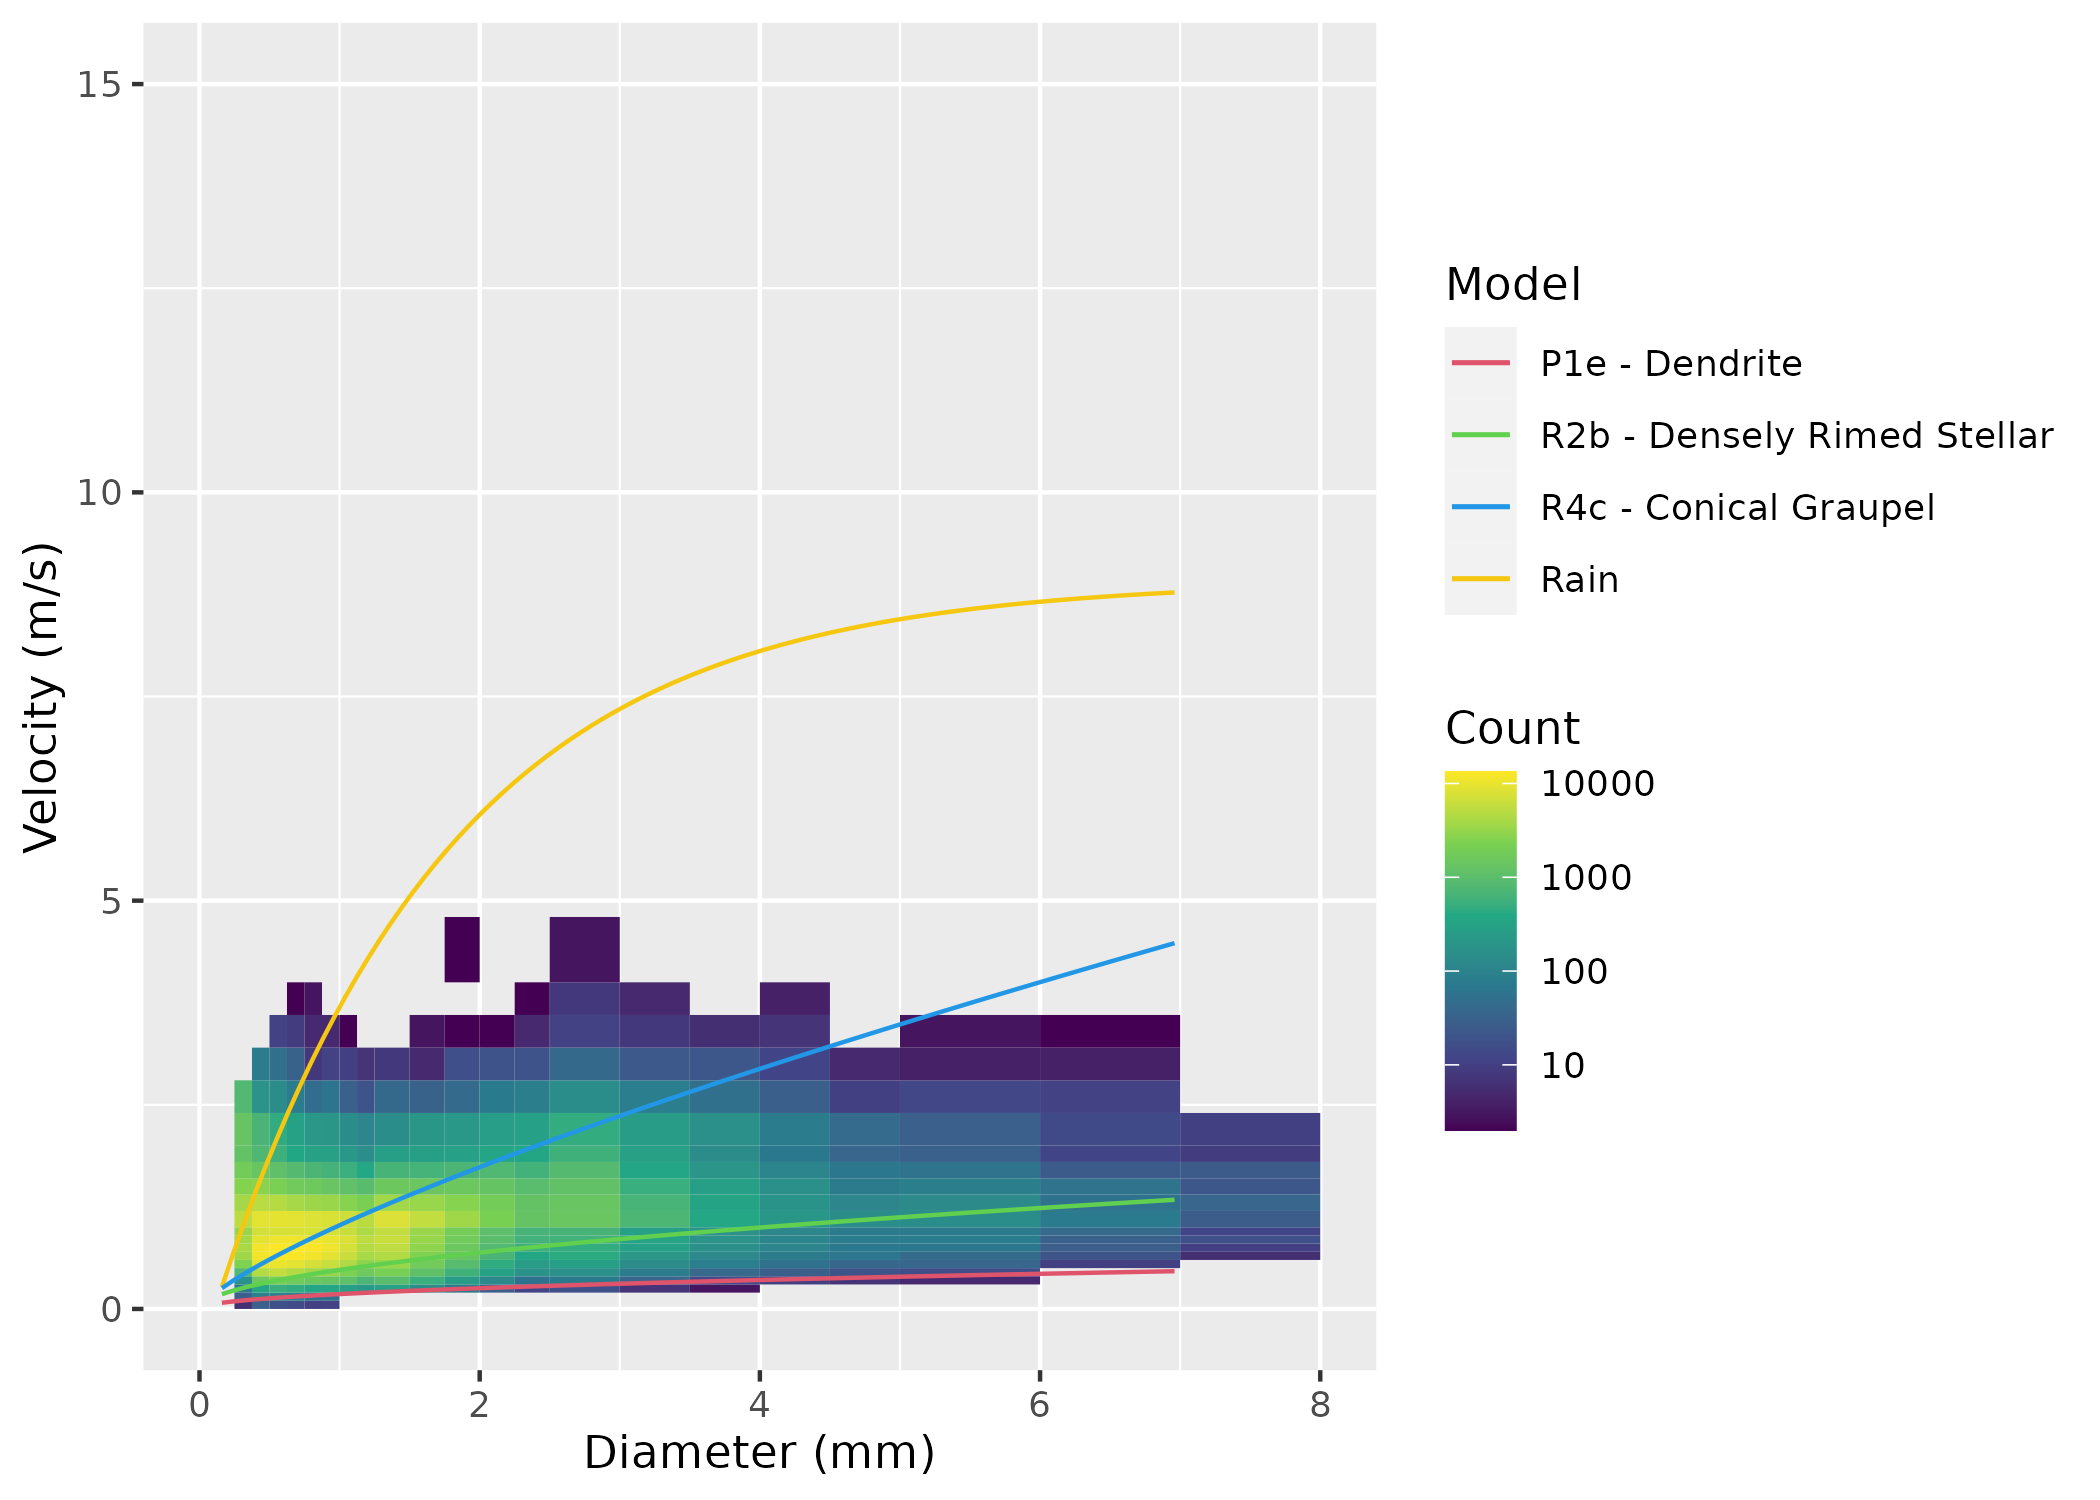 15
10
5
0
Velocity (m/s)
0 2 4 6 8
Diameter (mm)
Model
P1e - Dendrite
R2b - Densely Rimed Stellar
R4c - Conical Graupel
Rain
Count
10000
1000
100
10